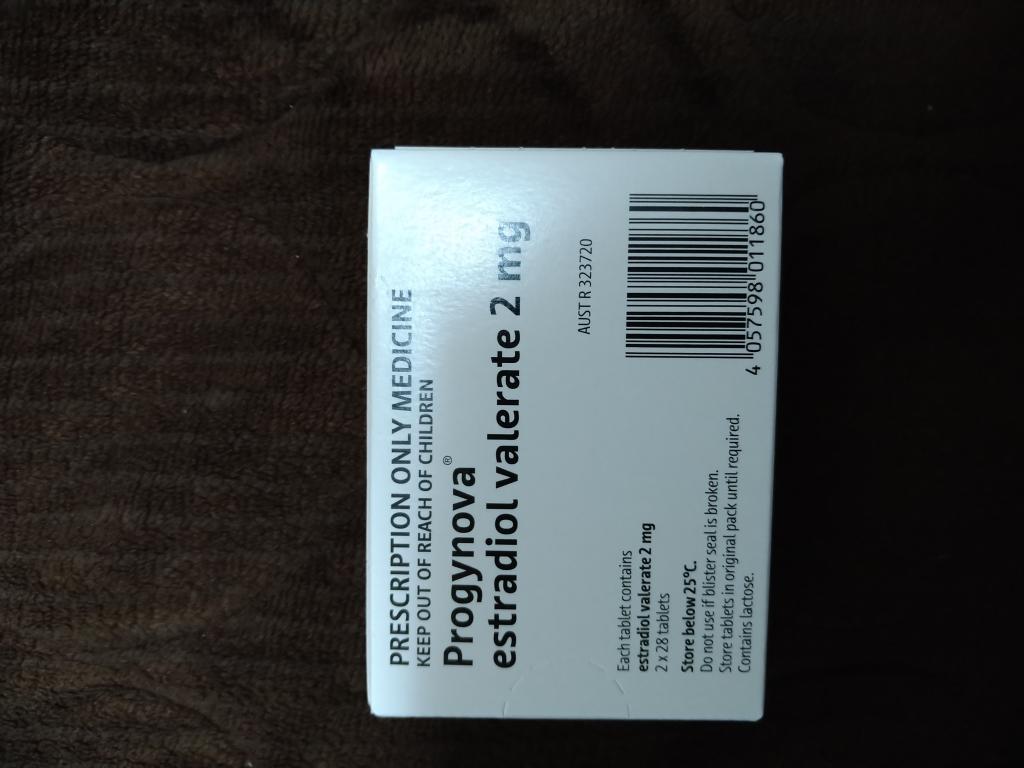 PRESCRIPTION ONLY MEDICINE
KEEP OUT OF REACH OF CHILDREN
Progynova®
estradiol valerate 2 mg
AUST R 323720
Each tablet contains
estradiol valerate 2 mg
2 x 28 tablets
Store below 25°C.
Do not use if blister seal is broken.
Store tablets in original pack until required.
Contains lactose.
4 057598 011860